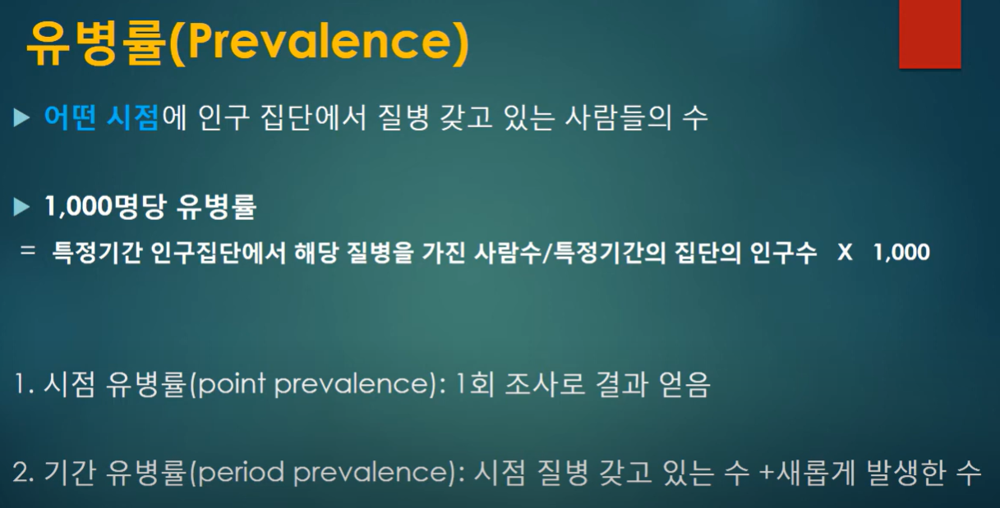 유병률(Prevalence)
▶ 어떤 시점에 인구 집단에서 질병 갖고 있는 사람들의 수
▶ 1,000명당 유병률
= 특정기간 인구집단에서 해당 질병을 가진 사람수/특정기간의 집단의 인구수 X 1,000
1. 시점 유병률(point prevalence): 1회 조사로 결과 얻음
2. 기간 유병률(period prevalence): 시점 질병 갖고 있는 수 +새롭게 발생한 수